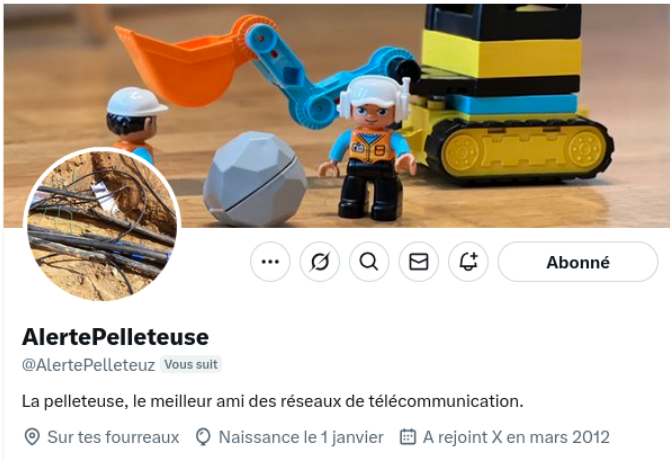 Abonné
AlertePelleteuse
@AlertePelleteuz Vous suit
La pelleteuse, le meilleur ami des réseaux de télécommunication.
Sur tes fourreaux Naissance le 1 janvier A rejoint X en mars 2012